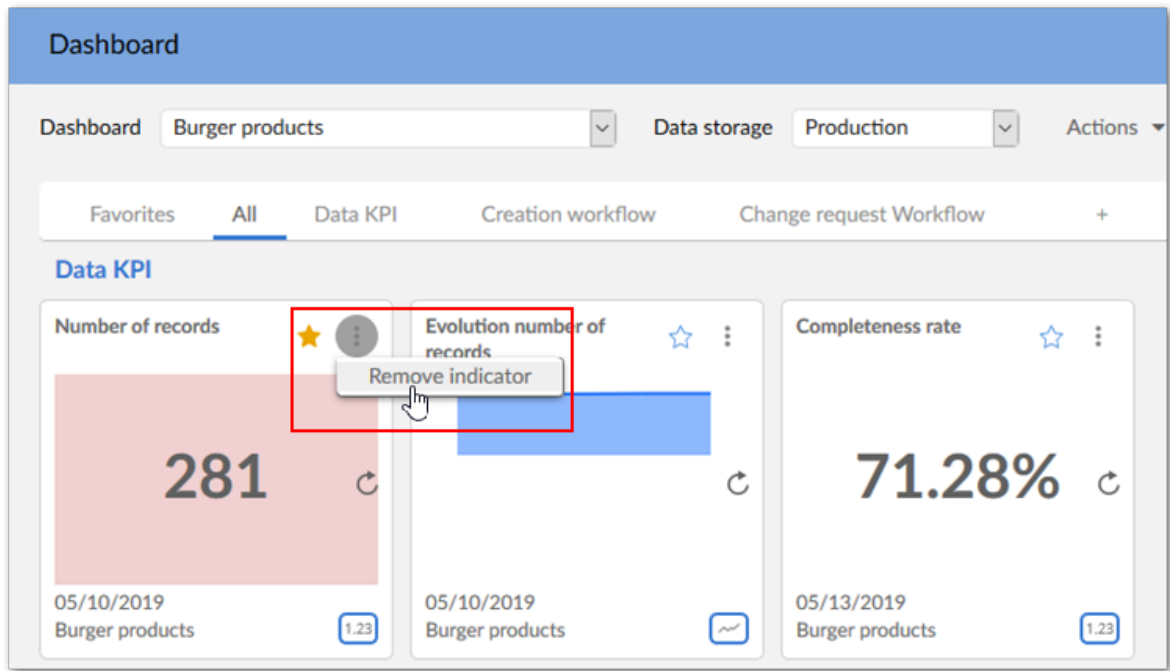 Dashboard
Dashboard Burger products Data storage Production Actions
Favorites All Data KPI Creation workflow Change request Workflow +
Data KPI
Number of records
Remove indicator
281
05/10/2019
Burger products
1.23
Evolution number of
records
05/10/2019
Burger products
Completeness rate
71.28%
05/13/2019
Burger products
1.23